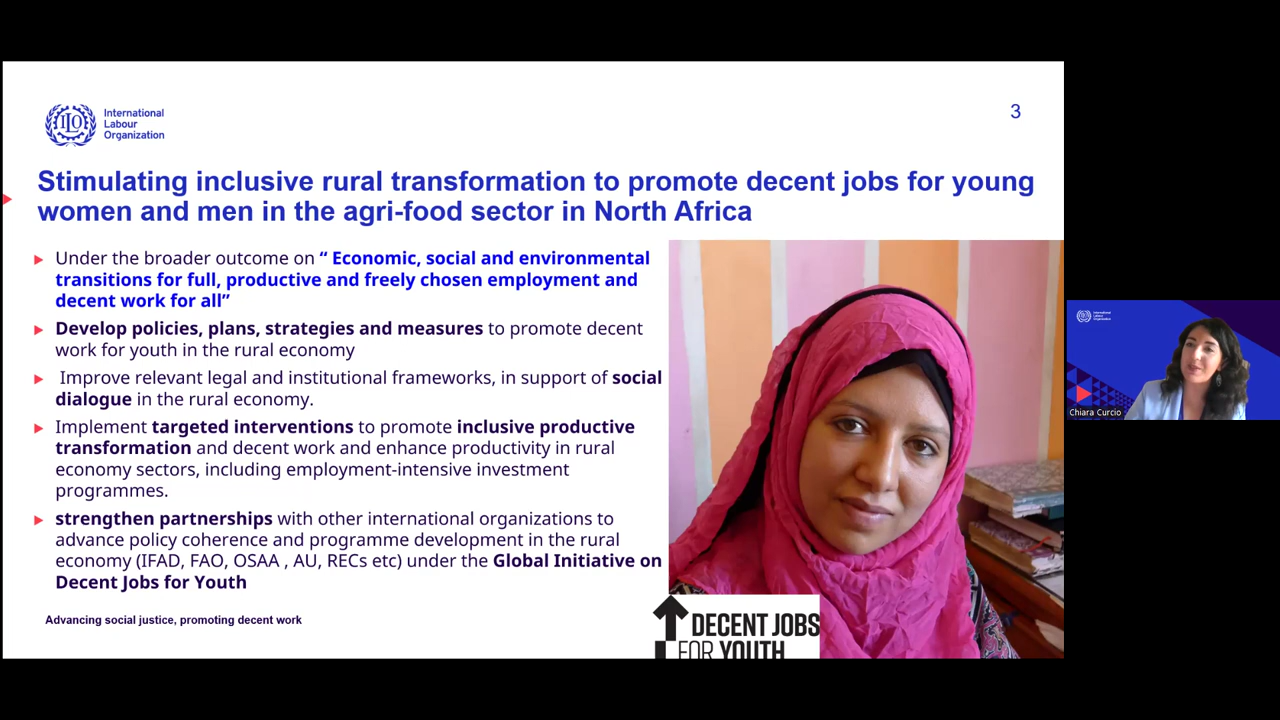 International
Labour
Organization
3
Stimulating inclusive rural transformation to promote decent jobs for young
women and men in the agri-food sector in North Africa
Under the broader outcome on “ Economic, social and environmental
transitions for full, productive and freely chosen employment and
decent work for all”
Develop policies, plans, strategies and measures to promote decent
work for youth in the rural economy
Improve relevant legal and institutional frameworks, in support of social
dialogue in the rural economy.
Implement targeted interventions to promote inclusive productive
transformation and decent work and enhance productivity in rural
economy sectors, including employment-intensive investment
programmes.
strengthen partnerships with other international organizations to
advance policy coherence and programme development in the rural
economy (IFAD, FAO, OSAA , AU, RECs etc) under the Global Initiative on
Decent Jobs for Youth
Advancing social justice, promoting decent work
DECENT JOBS
FOR YOUTH
International
Labour
Organization
Chiara Curcio